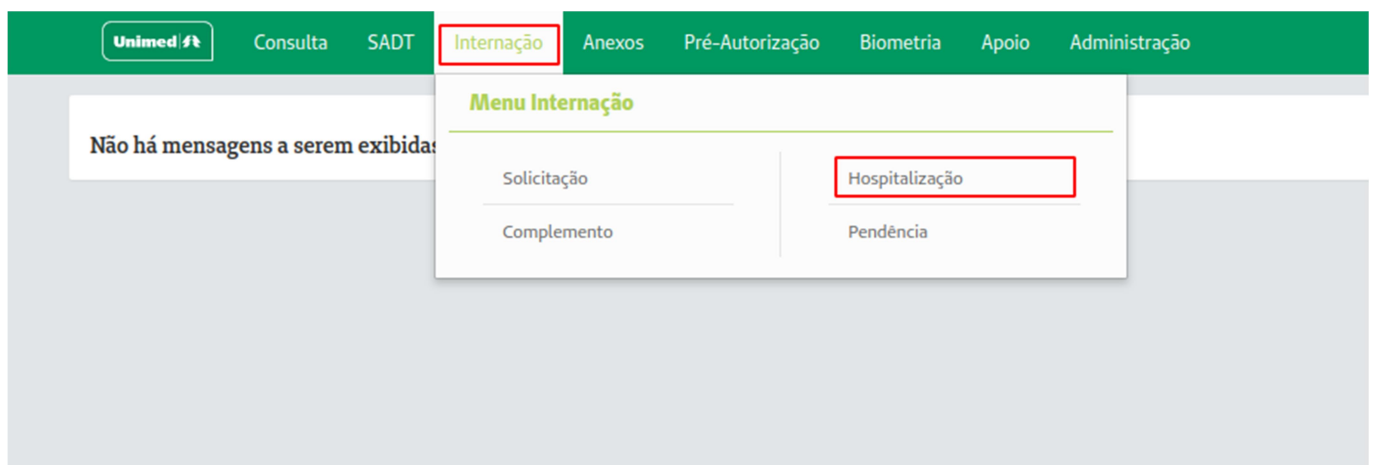 Unimed Consulta SADT Internação Anexos Pré-Autorização Biometria Apoio Administração
Menu Internação
Não há mensagens a serem exibidas
Solicitação Hospitalização
Complemento Pendência